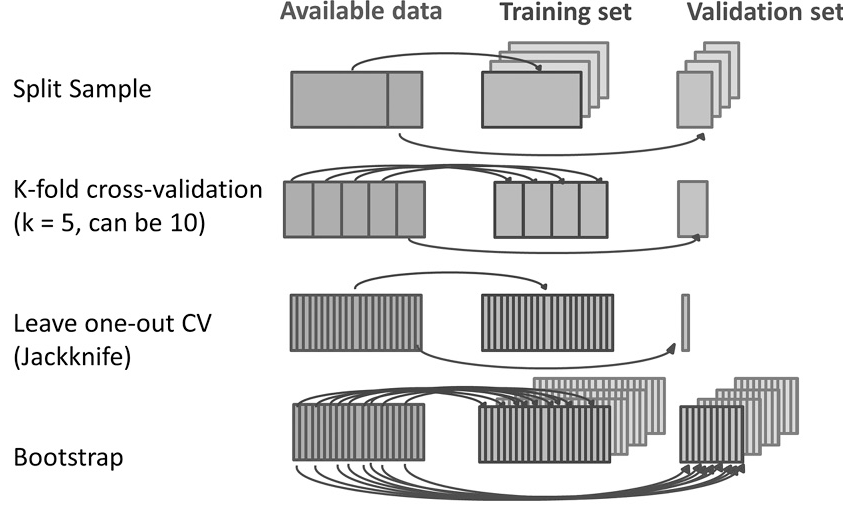 Available data Training set Validation set
Split Sample
K-fold cross-validation
(k = 5, can be 10)
Leave one-out CV
(Jackknife)
Bootstrap